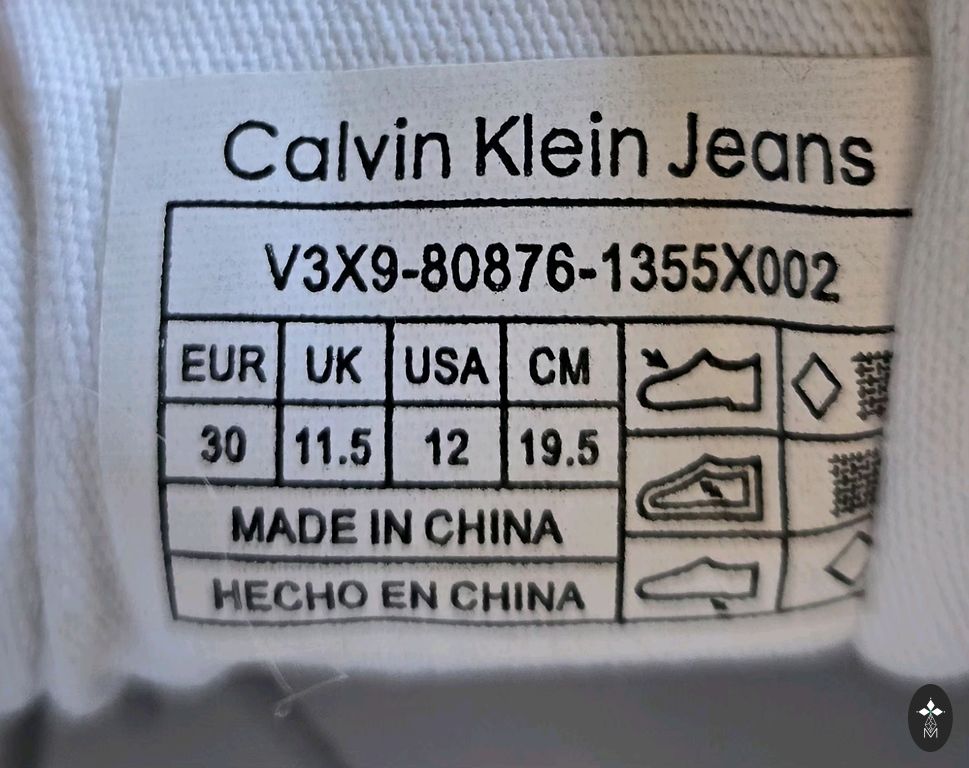 Calvin Klein Jeans
V3X9-80876-1355X002
EUR UK USA CM
30 11.5 12 19.5
MADE IN CHINA
HECHO EN CHINA
M